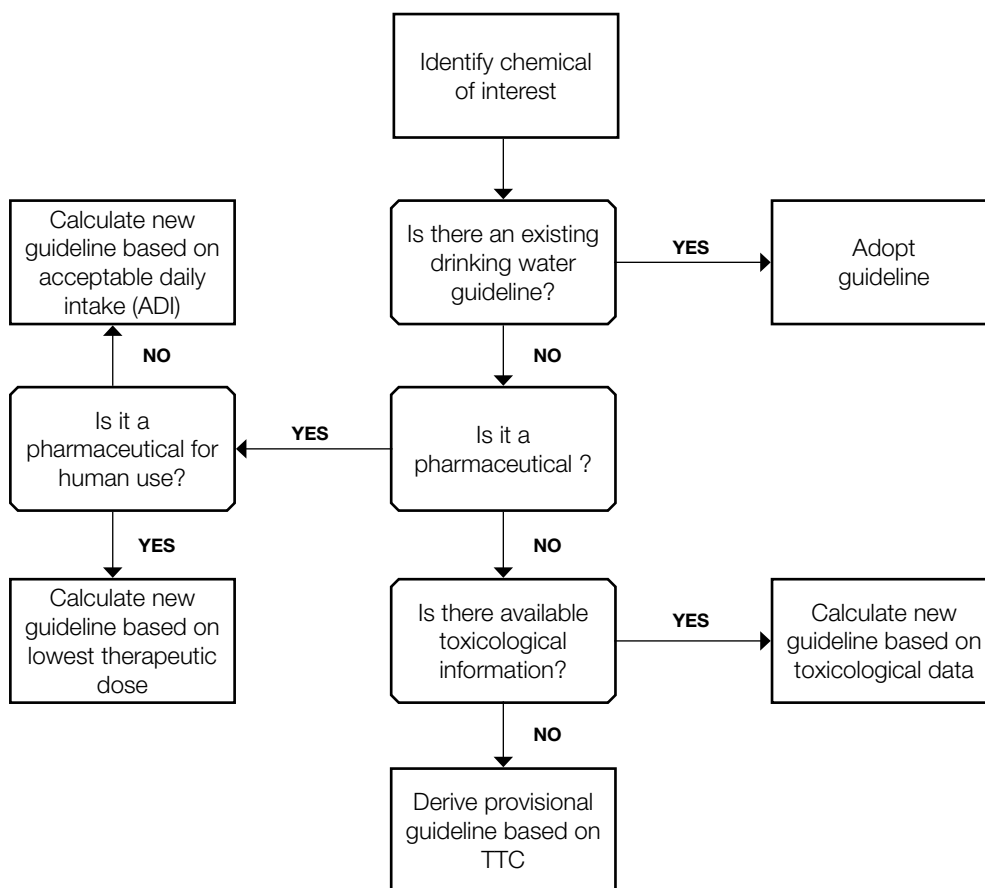 Identify chemical
of interest
Calculate new
guideline based on
acceptable daily
intake (ADI)
Is there an existing
drinking water
guideline?
YES
Adopt
guideline
NO
NO
Is it a
pharmaceutical for
human use?
YES
Is it a
pharmaceutical ?
YES
NO
Calculate new
guideline based on
lowest therapeutic
dose
Is there available
toxicological
information?
YES
Calculate new
guideline based on
toxicological data
NO
Derive provisional
guideline based on
TTC